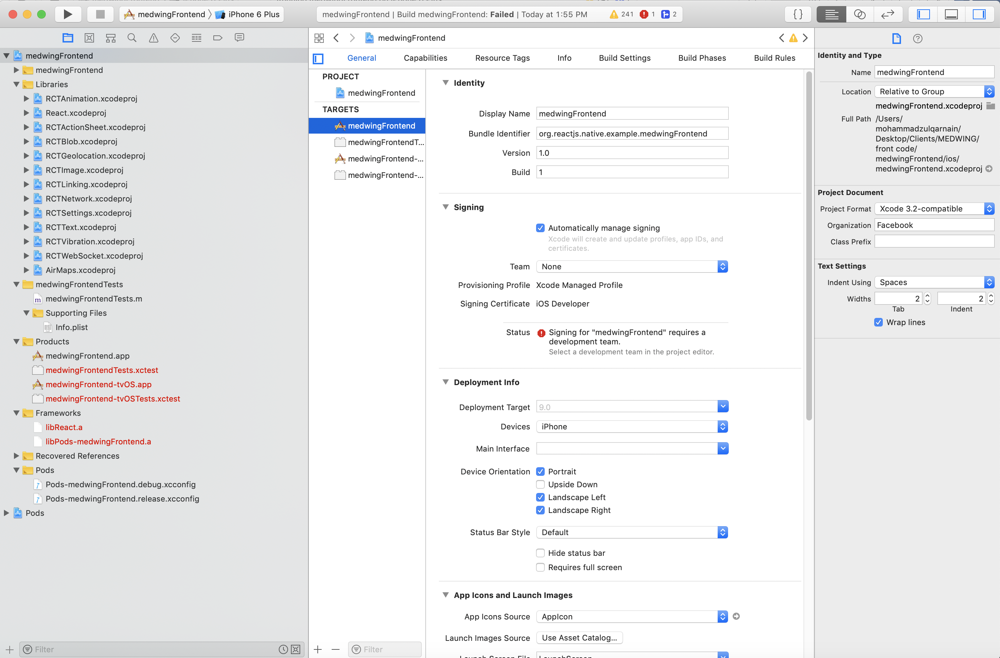 medwingFrontend
iPhone 6 Plus
medwingFrontend | Build medwingFrontend: Failed | Today at 1:55 PM
241
1
2
medwingFrontend
medwingFrontend
Libraries
RCTAnimation.xcodeproj
React.xcodeproj
RCTActionSheet.xcodeproj
RCTBlob.xcodeproj
RCTGeolocation.xcodeproj
RCTImage.xcodeproj
RCTLinking.xcodeproj
RCTNetwork.xcodeproj
RCTSettings.xcodeproj
RCTText.xcodeproj
RCTVibration.xcodeproj
RCTWebSocket.xcodeproj
AirMaps.xcodeproj
medwingFrontendTests
medwingFrontendTests.m
Supporting Files
Info.plist
Products
medwingFrontend.app
medwingFrontendTests.xctest
medwingFrontend-tvOS.app
medwingFrontend-tvOSTests.xctest
Frameworks
libReact.a
libPods-medwingFrontend.a
Recovered References
Pods
Pods-medwingFrontend.debug.xcconfig
Pods-medwingFrontend.release.xcconfig
Pods
Filter
medwingFrontend
General Capabilities Resource Tags Info Build Settings Build Phases Build Rules
PROJECT
medwingFrontend
TARGETS
medwingFrontend
medwingFrontendT...
medwingFrontend-...
medwingFrontend-...
Filter
Identity
Display Name medwingFrontend
Bundle Identifier org.reactjs.native.example.medwingFrontend
Version 1.0
Build 1
Signing
Automatically manage signing
Xcode will create and update profiles, app IDs, and
certificates.
Team None
Provisioning Profile Xcode Managed Profile
Signing Certificate iOS Developer
Status Signing for "medwingFrontend" requires a
development team.
Select a development team in the project editor.
Deployment Info
Deployment Target 9.0
Devices iPhone
Main Interface
Device Orientation Portrait
Upside Down
Landscape Left
Landscape Right
Status Bar Style Default
Hide status bar
Requires full screen
App Icons and Launch Images
App Icons Source AppIcon
Launch Images Source Use Asset Catalog...
Launch Screen File LaunchScreen
Identity and Type
Name medwingFrontend
Location Relative to Group
medwingFrontend.xcodeproj
Full Path /Users/
mohammadzulqarnain/
Desktop/Clients/MEDWING/
front code/
medwingFrontend/ios/
medwingFrontend.xcodeproj
Project Document
Project Format Xcode 3.2-compatible
Organization Facebook
Class Prefix
Text Settings
Indent Using Spaces
Widths 2 2
Tab Indent
Wrap lines